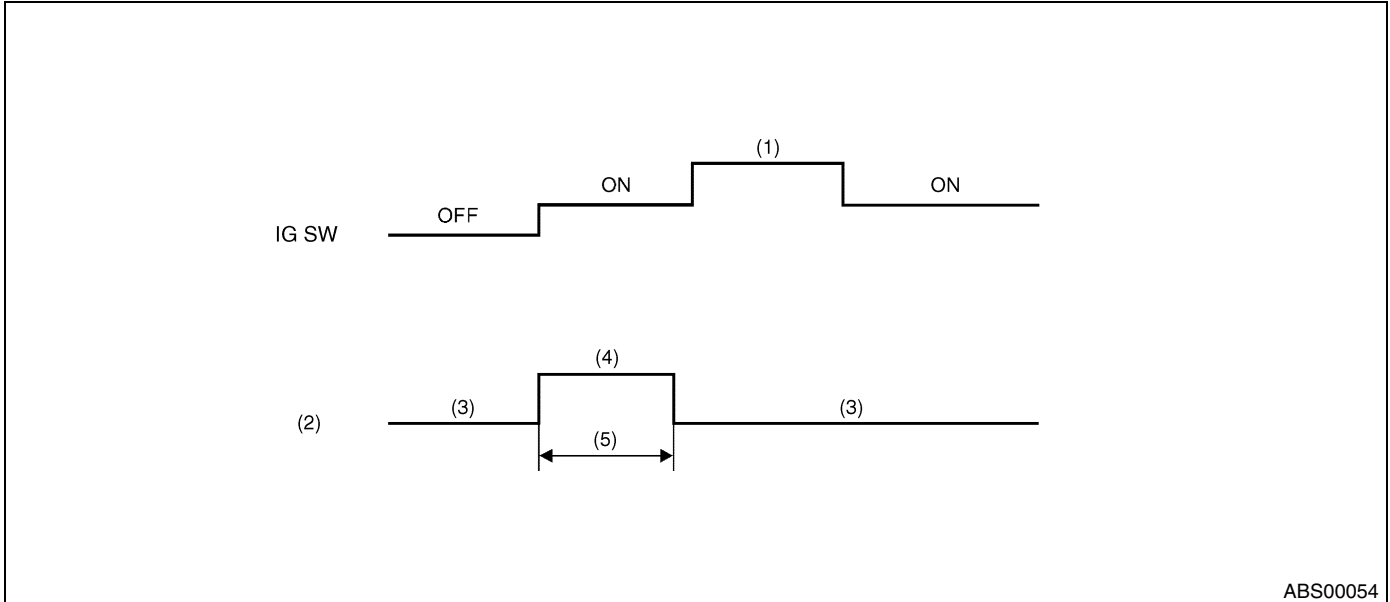 (1)
ON
ON
OFF
IG SW
(4)
(3)
(3)
(2)
(5)
ABS00054